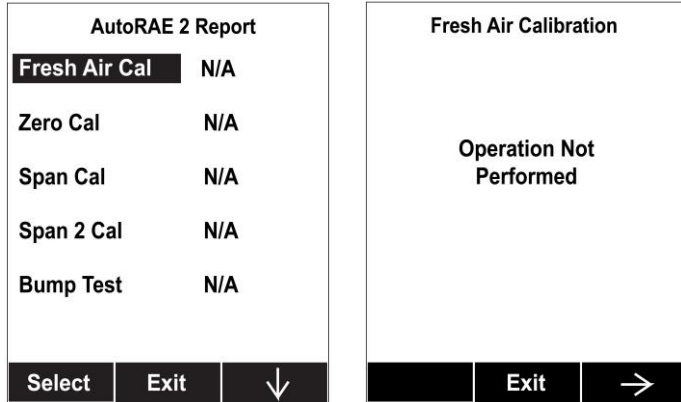 AutoRAE 2 Report
Fresh Air Cal N/A
Zero Cal N/A
Span Cal N/A
Span 2 Cal N/A
Bump Test N/A
Select Exit ↓
Fresh Air Calibration
Operation Not
Performed
Exit →